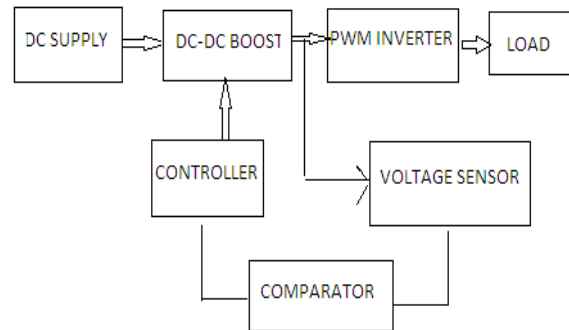 DC SUPPLY
DC-DC BOOST
PWM INVERTER
LOAD
CONTROLLER
VOLTAGE SENSOR
COMPARATOR